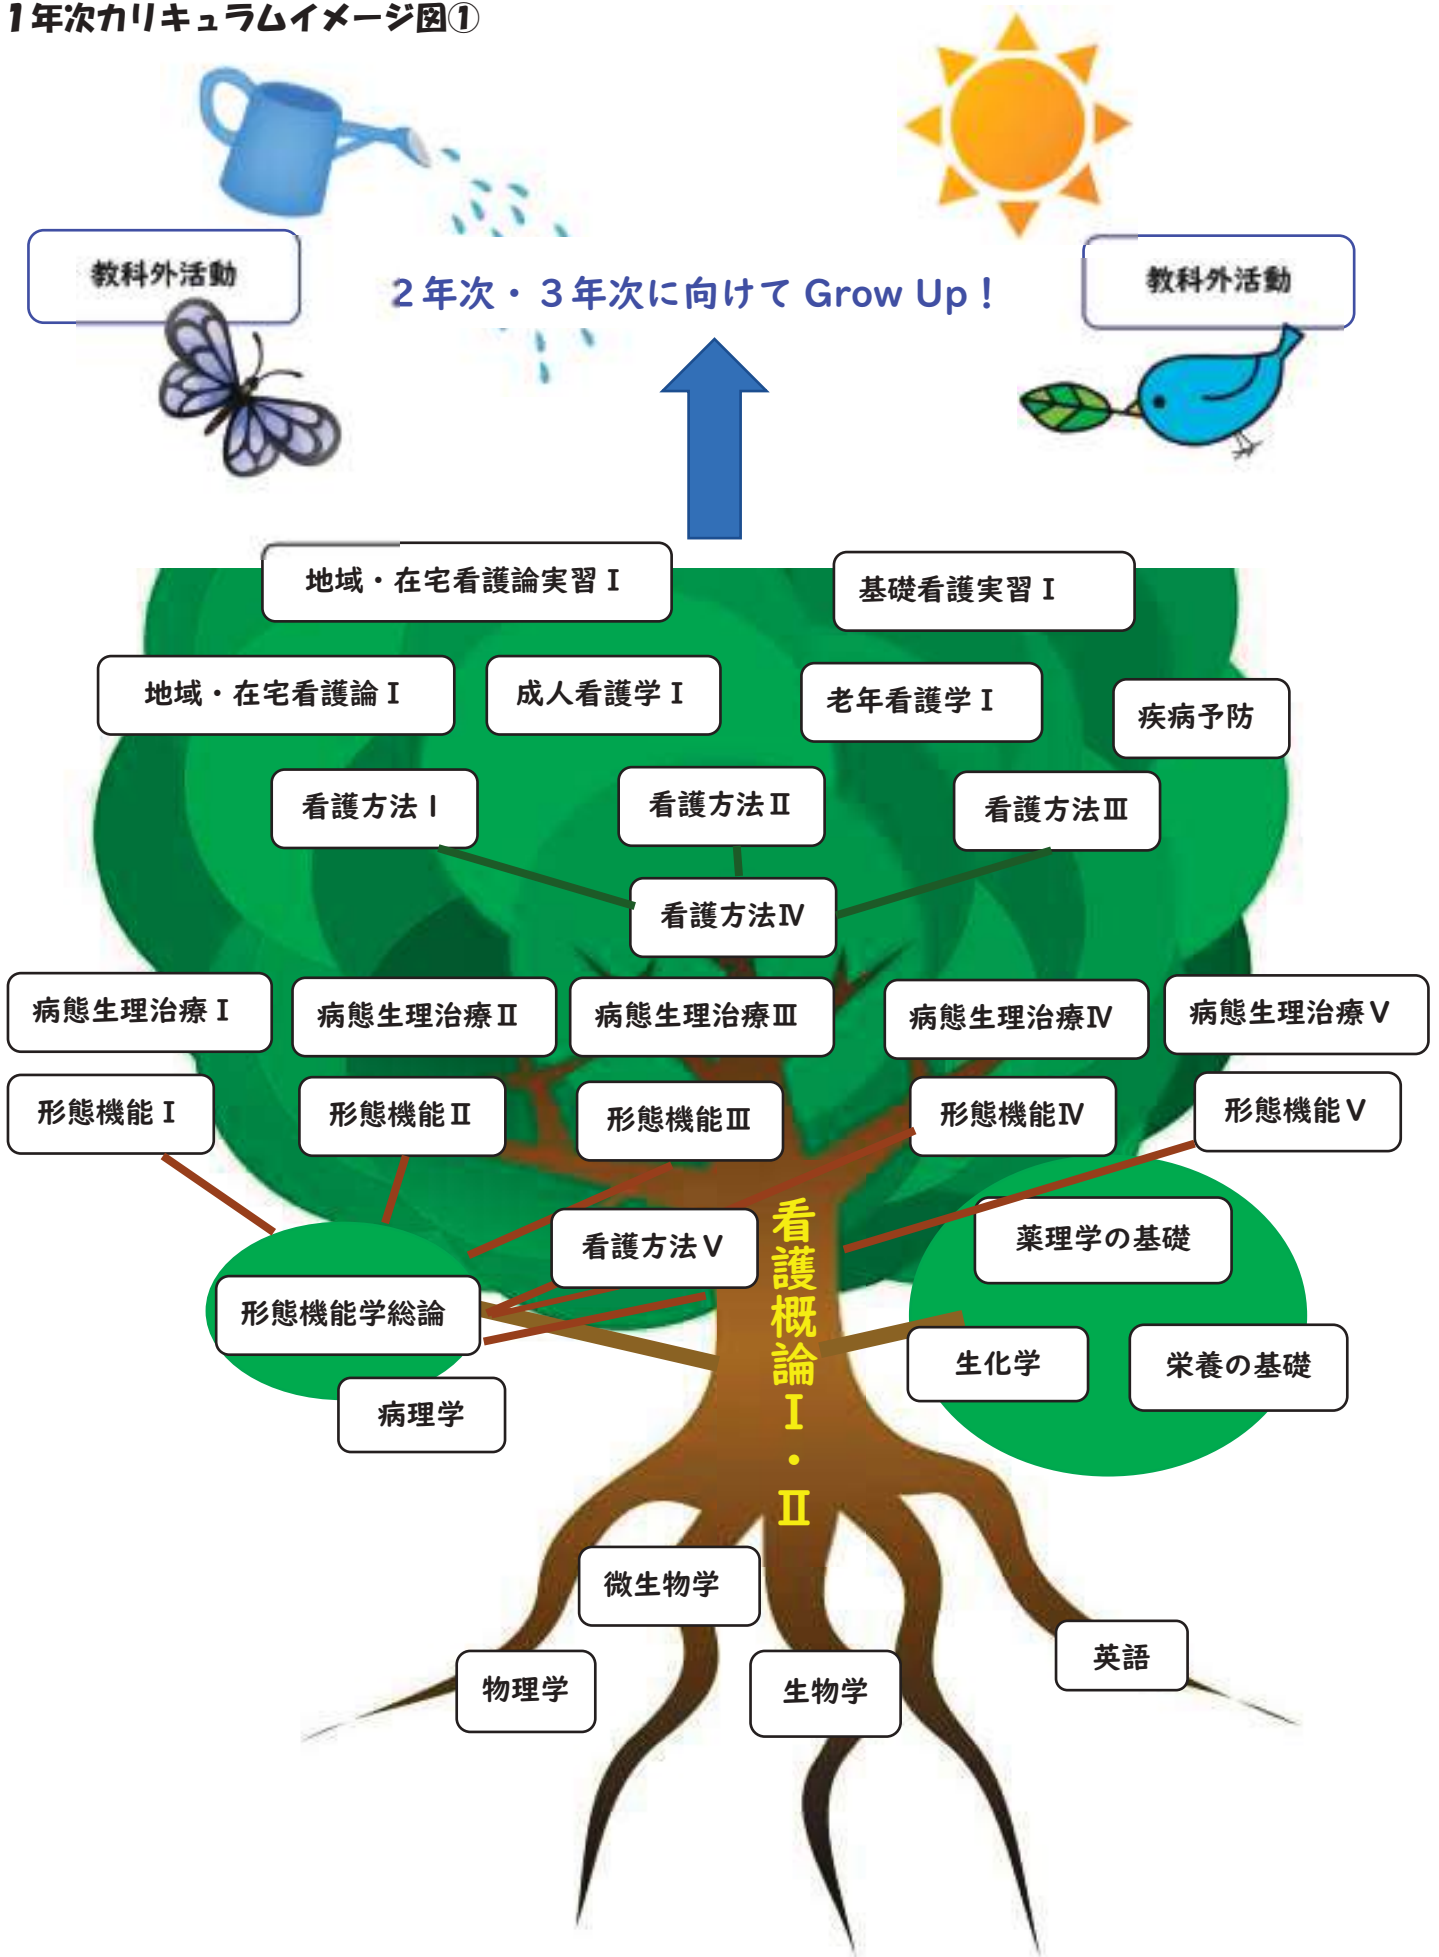 1年次カリキュラムイメージ図①
教科外活動
教科外活動
2年次・3年次に向けて Grow Up！
地域・在宅看護論実習Ⅰ
基礎看護実習Ⅰ
地域・在宅看護論Ⅰ
成人看護学Ⅰ
老年看護学Ⅰ
疾病予防
看護方法Ⅰ
看護方法Ⅱ
看護方法Ⅲ
看護方法Ⅳ
病態生理治療Ⅰ
病態生理治療Ⅱ
病態生理治療Ⅲ
病態生理治療Ⅳ
病態生理治療Ⅴ
形態機能Ⅰ
形態機能Ⅱ
形態機能Ⅲ
形態機能Ⅳ
形態機能Ⅴ
看護概論Ⅰ・Ⅱ
看護方法Ⅴ
薬理学の基礎
形態機能学総論
生化学
栄養の基礎
病理学
微生物学
物理学
生物学
英語